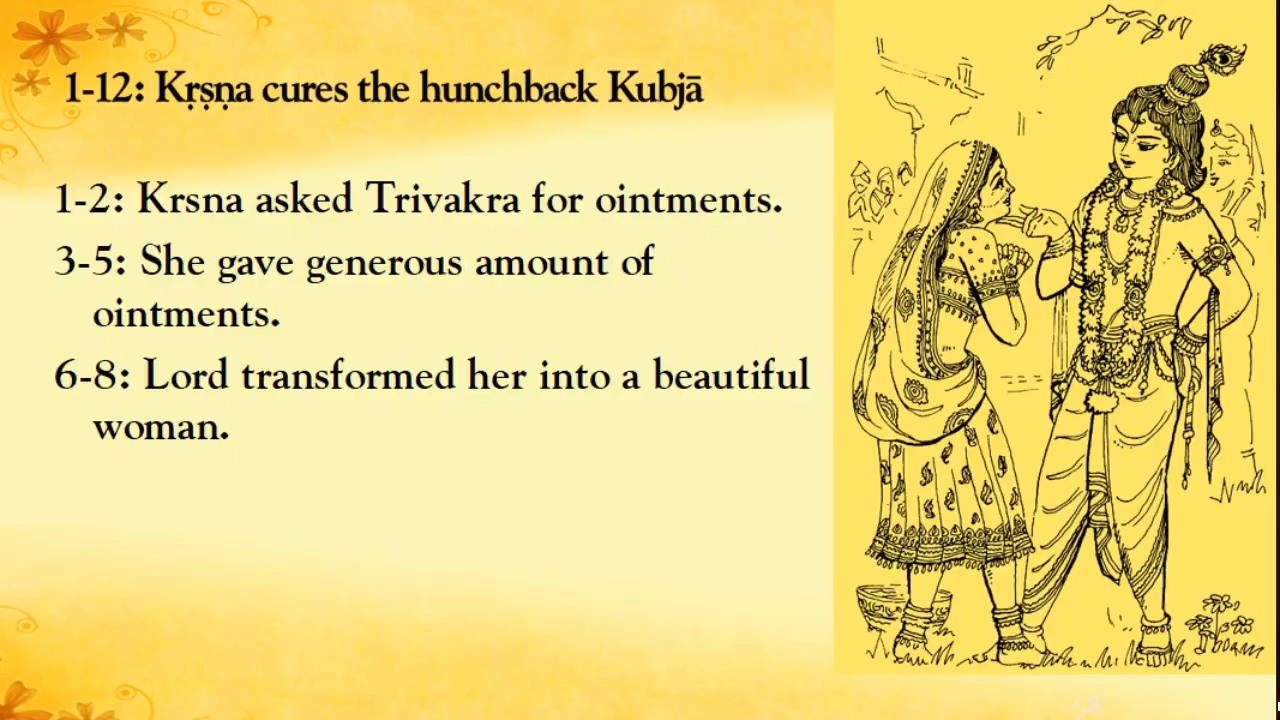 1-12: Kṛṣṇa cures the hunchback Kubjā
1-2: Krsna asked Trivakra for ointments.
3-5: She gave generous amount of
ointments.
6-8: Lord transformed her into a beautiful
woman.